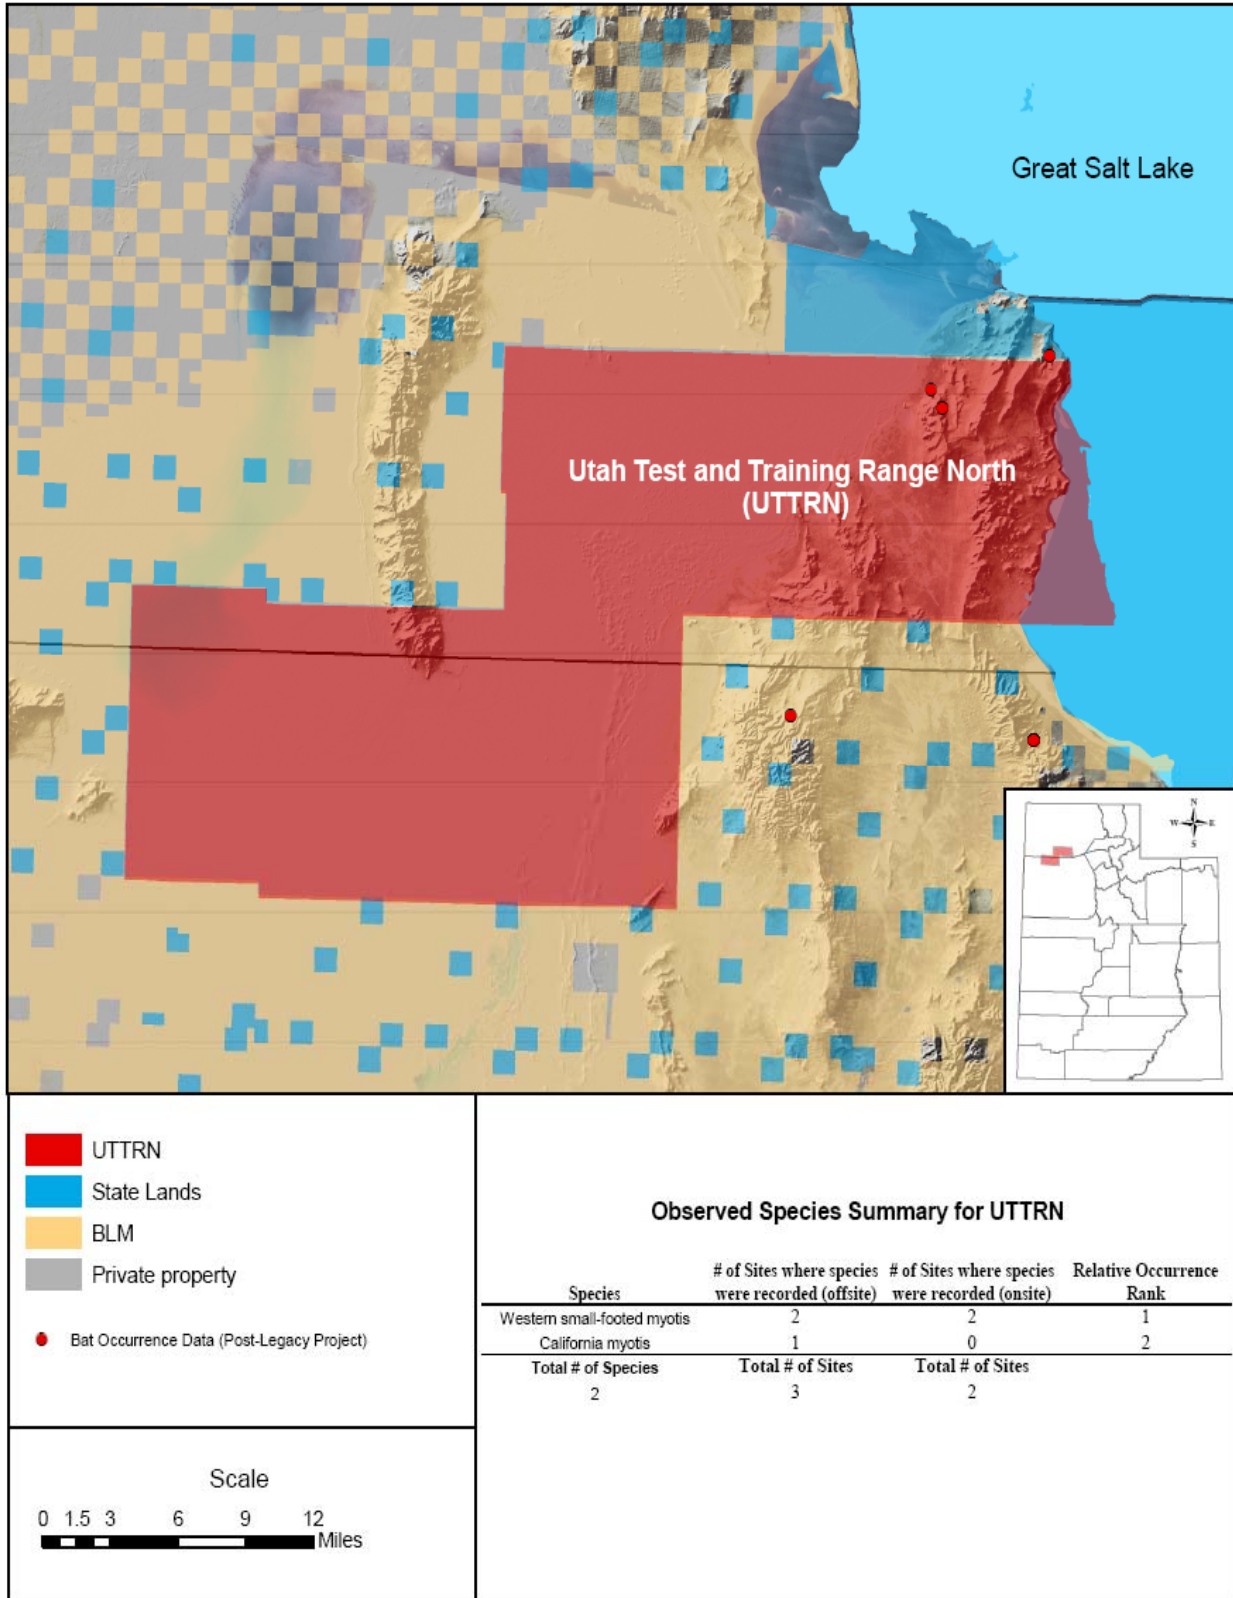 Great Salt Lake
Utah Test and Training Range North
(UTTRN)
N
W E
S
UTTRN
State Lands
BLM
Private property
Bat Occurrence Data (Post-Legacy Project)
Scale
0 1.5 3 6 9 12
Miles
Observed Species Summary for UTTRN
# of Sites where species # of Sites where species Relative Occurrence
Species were recorded (offsite) were recorded (onsite) Rank
Western small-footed myotis 2 2 1
California myotis 1 0 2
Total # of Species Total # of Sites Total # of Sites
2 3 2